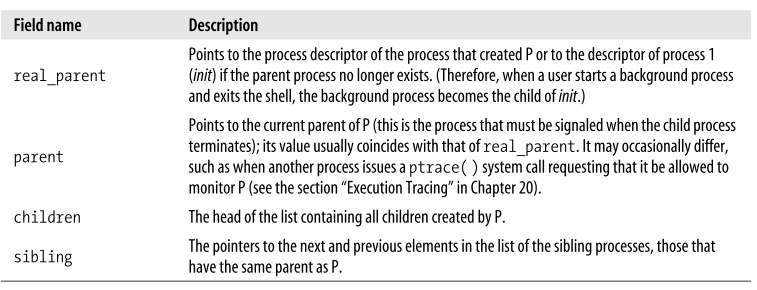 Field name Description
real_parent Points to the process descriptor of the process that created P or to the descriptor of process 1
(init) if the parent process no longer exists. (Therefore, when a user starts a background process
and exits the shell, the background process becomes the child of init.)
parent Points to the current parent of P (this is the process that must be signaled when the child process
terminates); its value usually coincides with that of real_parent. It may occasionally differ,
such as when another process issues a ptrace( ) system call requesting that it be allowed to
monitor P (see the section “Execution Tracing” in Chapter 20).
children The head of the list containing all children created by P.
sibling The pointers to the next and previous elements in the list of the sibling processes, those that
have the same parent as P.